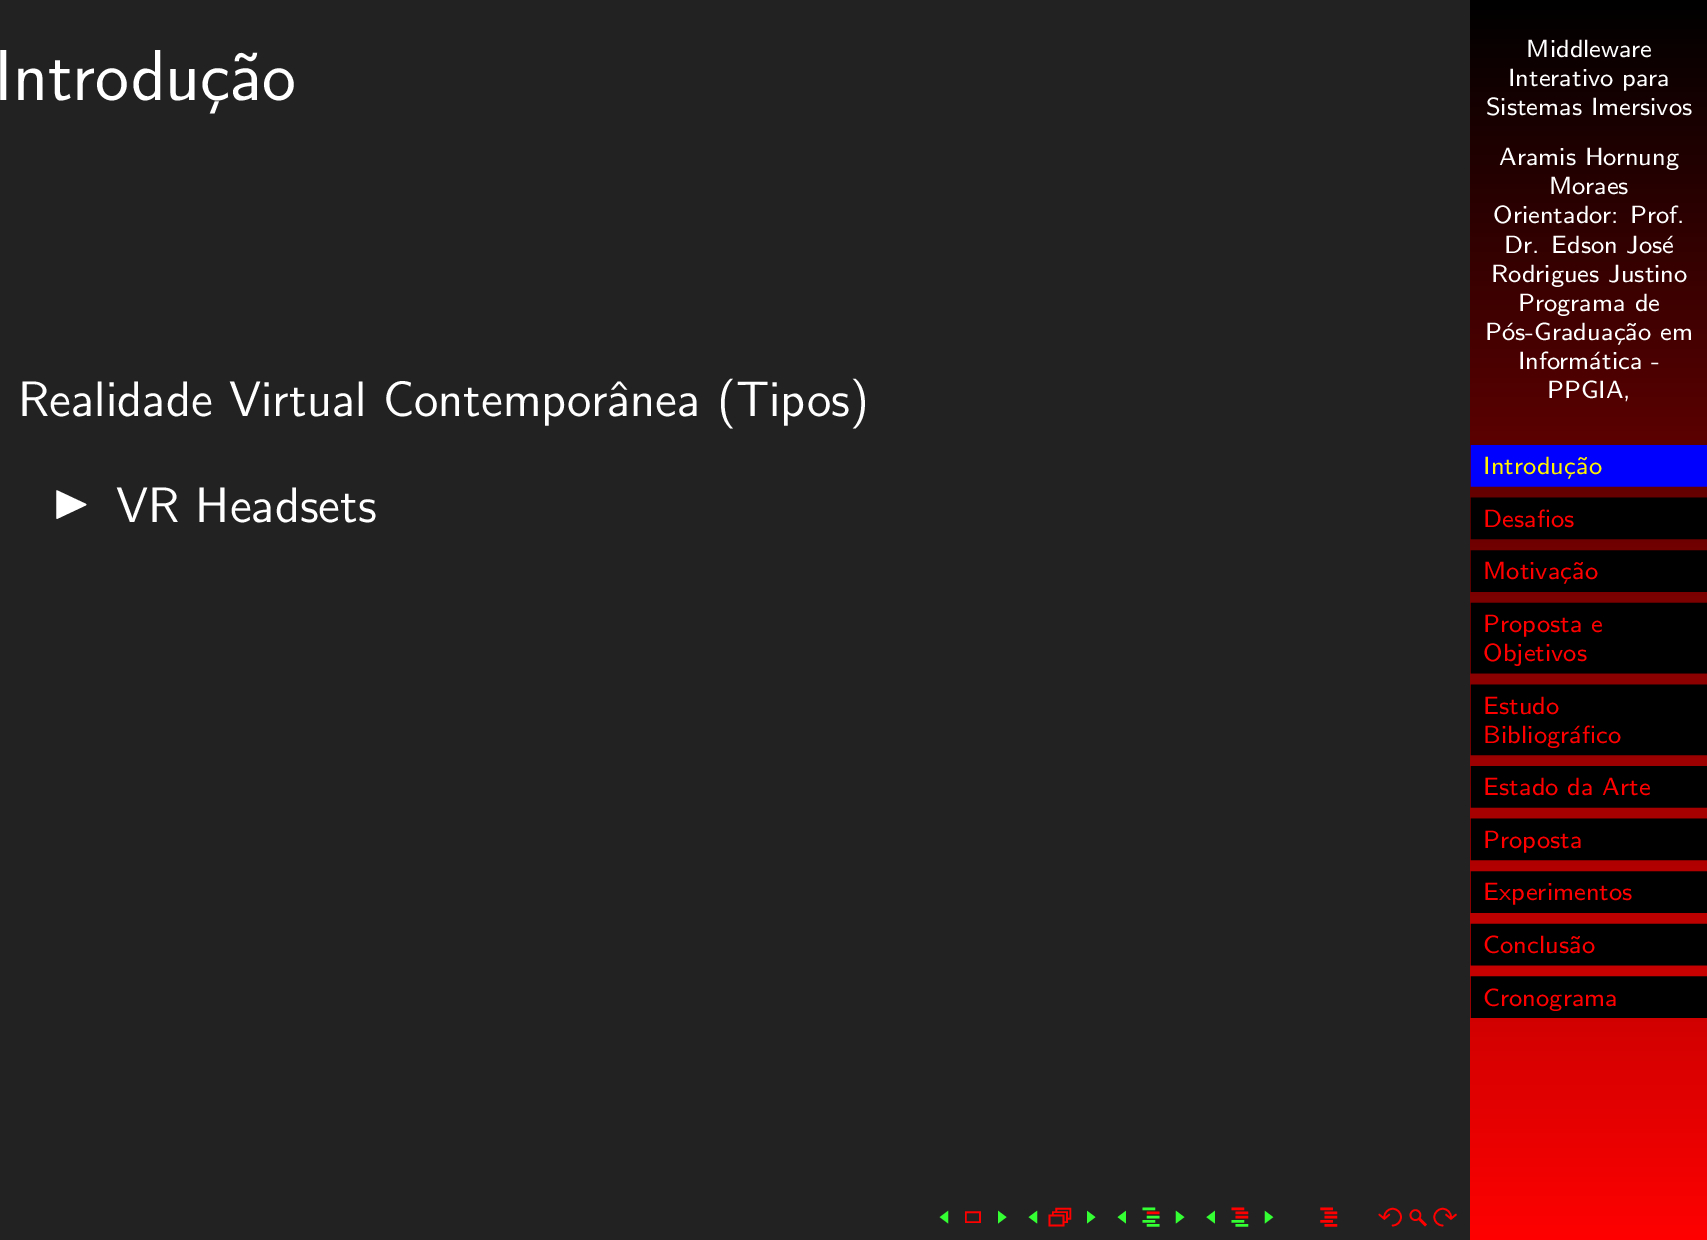 Introdução
Realidade Virtual Contemporânea (Tipos)
VR Headsets
Middleware
Interativo para
Sistemas Imersivos
Aramis Hornung
Moraes
Orientador: Prof.
Dr. Edson José
Rodrigues Justino
Programa de
Pós-Graduação em
Informática -
PPGIA,
Introdução
Desafios
Motivação
Proposta e
Objetivos
Estudo
Bibliográfico
Estado da Arte
Proposta
Experimentos
Conclusão
Cronograma